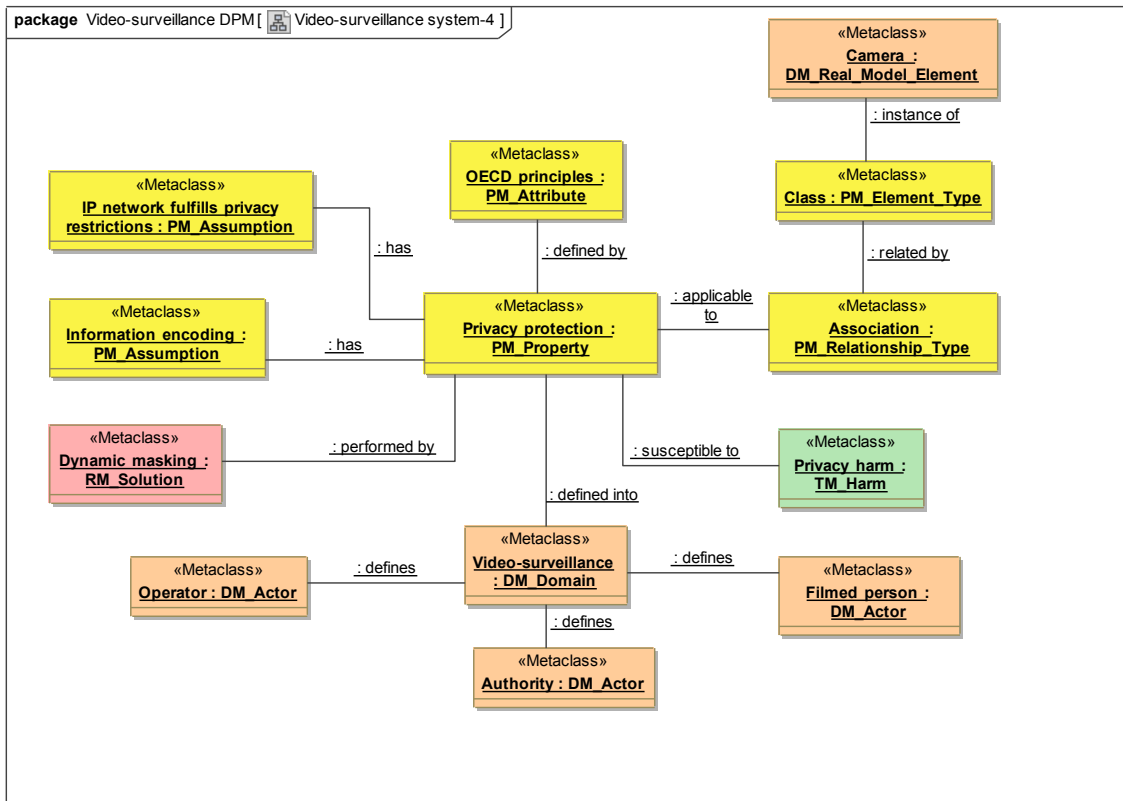 package Video-surveillance DPM [ Video-surveillance system-4 ]
«Metaclass»
Camera :
DM_Real_Model_Element
: instance of
«Metaclass»
OECD principles :
PM_Attribute
«Metaclass»
Class : PM_Element_Type
«Metaclass»
IP network fulfills privacy
restrictions : PM_Assumption
: has
: defined by
: related by
«Metaclass»
Information encoding :
PM_Assumption
: has
«Metaclass»
Privacy protection :
PM_Property
: applicable
to
«Metaclass»
Association :
PM_Relationship_Type
«Metaclass»
Dynamic masking :
RM_Solution
: performed by
: susceptible to
«Metaclass»
Privacy harm :
TM_Harm
: defined into
«Metaclass»
Operator : DM_Actor
: defines
«Metaclass»
Video-surveillance
: DM_Domain
: defines
«Metaclass»
Filmed person :
DM_Actor
: defines
«Metaclass»
Authority : DM_Actor